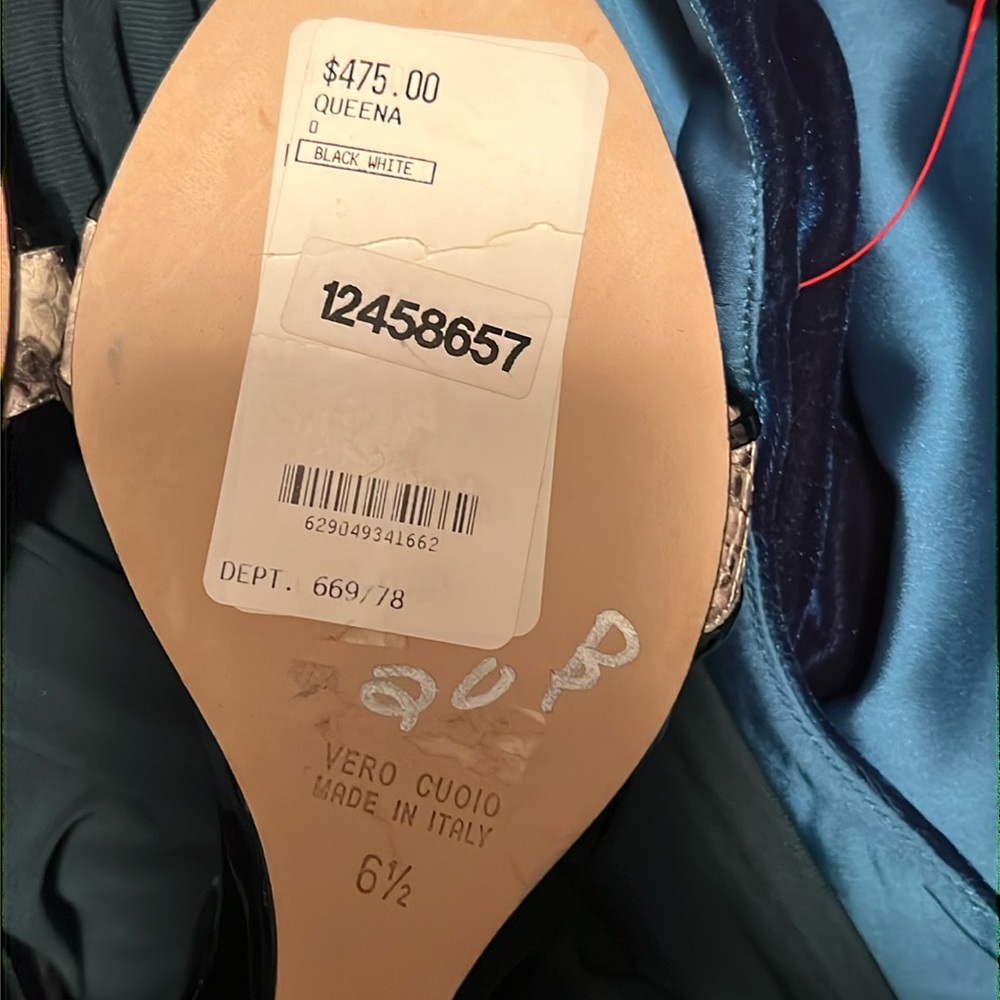 $475.00
QUEENA
0
BLACK WHITE
12458657
629049341662
DEPT. 669/78
VERO CUOIO
MADE IN ITALY
6½